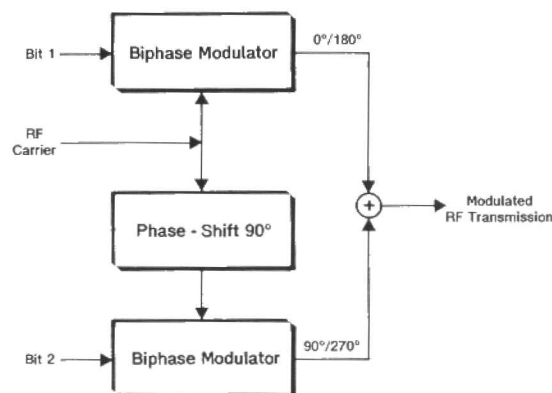 Bit 1
Biphase Modulator
0°/180°
RF
Carrier
Phase - Shift 90°
+
Modulated
RF Transmission
Bit 2
Biphase Modulator
90°/270°